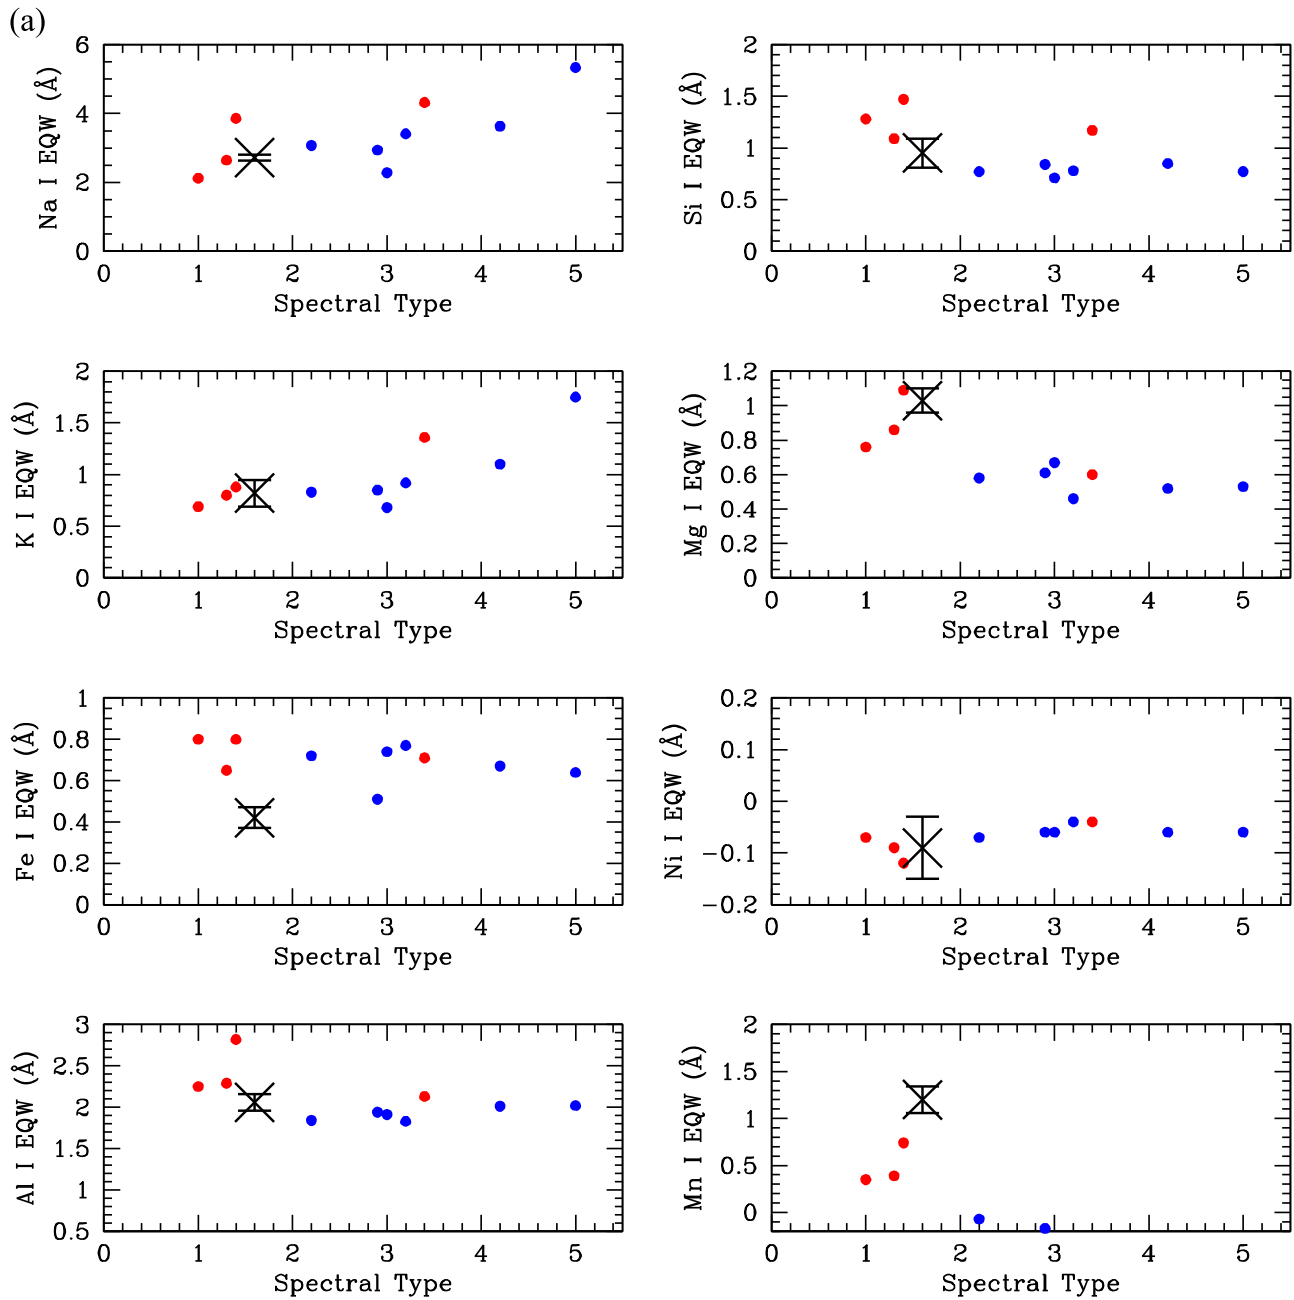 (a)
Na I EQW (Å)
6
4
2
0
0 1 2 3 4 5
Spectral Type
Si I EQW (Å)
2
1.5
1
0.5
0
0 1 2 3 4 5
Spectral Type
K I EQW (Å)
2
1.5
1
0.5
0
0 1 2 3 4 5
Spectral Type
Mg I EQW (Å)
1.2
1
0.8
0.6
0.4
0.2
0
0 1 2 3 4 5
Spectral Type
Fe I EQW (Å)
1
0.8
0.6
0.4
0.2
0
0 1 2 3 4 5
Spectral Type
Ni I EQW (Å)
0.2
0.1
0
−0.1
−0.2
0 1 2 3 4 5
Spectral Type
Al I EQW (Å)
3
2.5
2
1.5
1
0.5
0 1 2 3 4 5
Spectral Type
Mn I EQW (Å)
2
1.5
1
0.5
0
0 1 2 3 4 5
Spectral Type